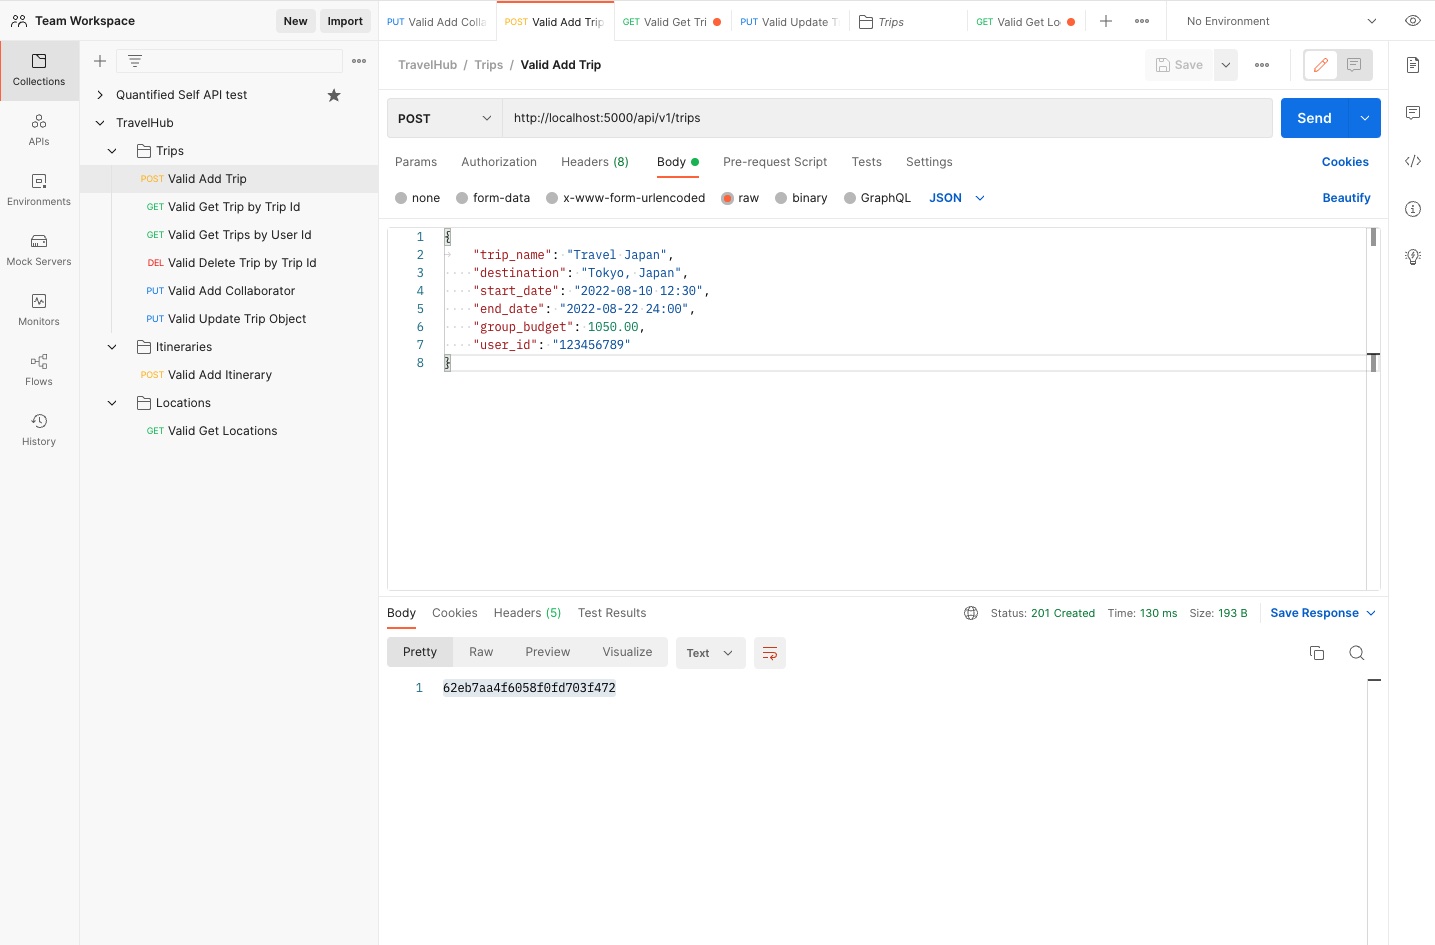 Team Workspace
New
Import
PUT Valid Add Colla
POST Valid Add Trip
GET Valid Get Tri
PUT Valid Update T
Trips
GET Valid Get Lo
No Environment
Collections
APIs
Environments
Mock Servers
Monitors
Flows
History
Quantified Self API test
TravelHub
Trips
POST Valid Add Trip
GET Valid Get Trip by Trip Id
GET Valid Get Trips by User Id
DEL Valid Delete Trip by Trip Id
PUT Valid Add Collaborator
PUT Valid Update Trip Object
Itineraries
POST Valid Add Itinerary
Locations
GET Valid Get Locations
TravelHub / Trips / Valid Add Trip
Save
POST
http://localhost:5000/api/v1/trips
Send
Params
Authorization
Headers (8)
Body
Pre-request Script
Tests
Settings
Cookies
none
form-data
x-www-form-urlencoded
raw
binary
GraphQL
JSON
Beautify
1 {
2 "trip_name": "Travel Japan",
3 "destination": "Tokyo, Japan",
4 "start_date": "2022-08-10 12:30",
5 "end_date": "2022-08-22 24:00",
6 "group_budget": 1050.00,
7 "user_id": "123456789"
8 }
Body
Cookies
Headers (5)
Test Results
Status: 201 Created
Time: 130 ms
Size: 193 B
Save Response
Pretty
Raw
Preview
Visualize
Text
1 62eb7aa4f6058f0fd703f472